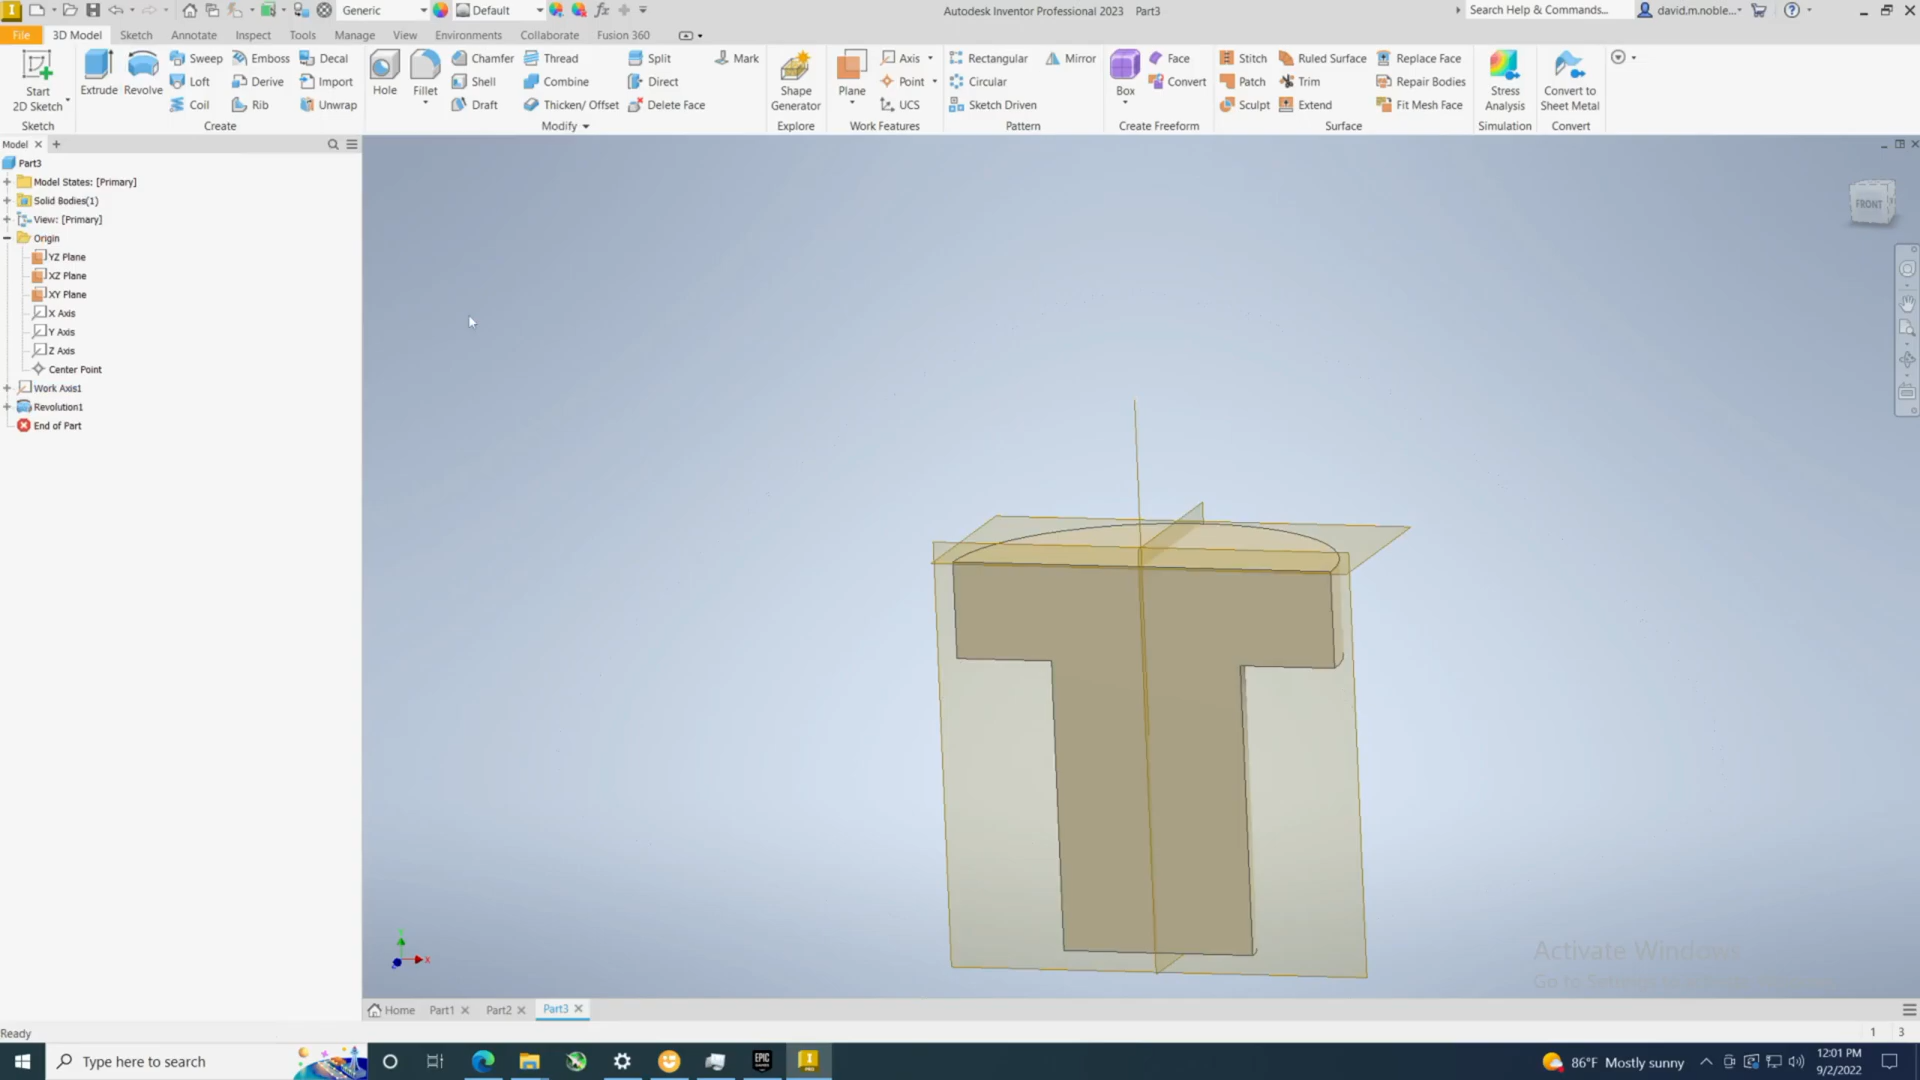 Generic
Default
Autodesk Inventor Professional 2023 Part3
Search Help & Commands...
david.m.noble...
File 3D Model Sketch Annotate Inspect Tools Manage View Environments Collaborate Fusion 360
Start
2D Sketch
Extrude
Revolve
Sweep
Loft
Coil
Emboss
Derive
Rib
Decal
Import
Unwrap
Hole
Fillet
Chamfer
Shell
Draft
Thread
Combine
Thicken/ Offset
Split
Direct
Delete Face
Mark
Shape
Generator
Plane
Axis
Point
UCS
Rectangular
Circular
Sketch Driven
Mirror
Box
Face
Convert
Stitch
Patch
Sculpt
Ruled Surface
Trim
Extend
Replace Face
Repair Bodies
Fit Mesh Face
Stress
Analysis
Convert to
Sheet Metal
Sketch
Create
Modify
Explore
Work Features
Pattern
Create Freeform
Surface
Simulation
Convert
Model
Part3
Model States: [Primary]
Solid Bodies(1)
View: [Primary]
Origin
YZ Plane
XZ Plane
XY Plane
X Axis
Y Axis
Z Axis
Center Point
Work Axis1
Revolution1
End of Part
FRONT
X
Activate Windows
Home Part1 Part2 Part3
Ready
1 3
Type here to search
EPIC
GAMES
I
PRO
86°F Mostly sunny
12:01 PM
9/2/2022